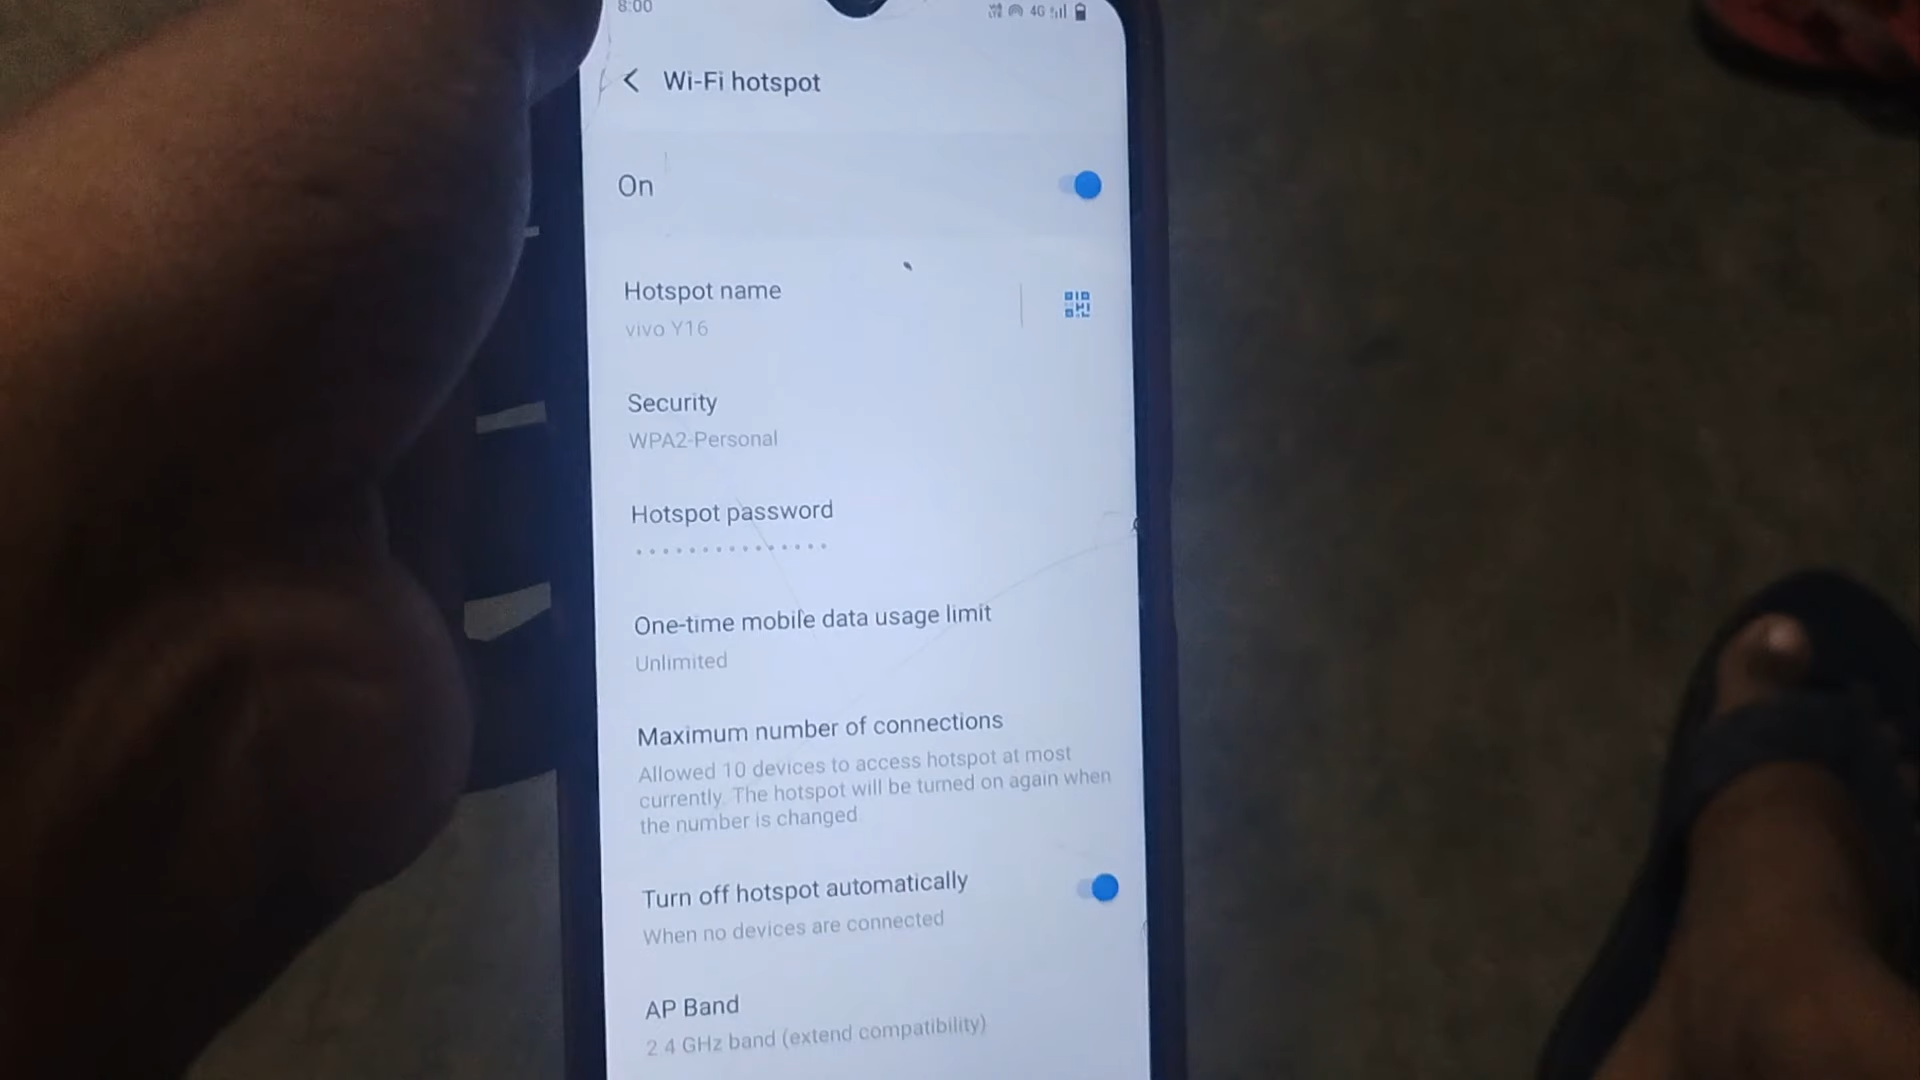 8:00
4G
Wi-Fi hotspot
On
Hotspot name
vivo Y16
Security
WPA2-Personal
Hotspot password
One-time mobile data usage limit
Unlimited
Maximum number of connections
Allowed 10 devices to access hotspot at most
currently. The hotspot will be turned on again when
the number is changed
Turn off hotspot automatically
When no devices are connected
AP Band
2.4 GHz band (extend compatibility)